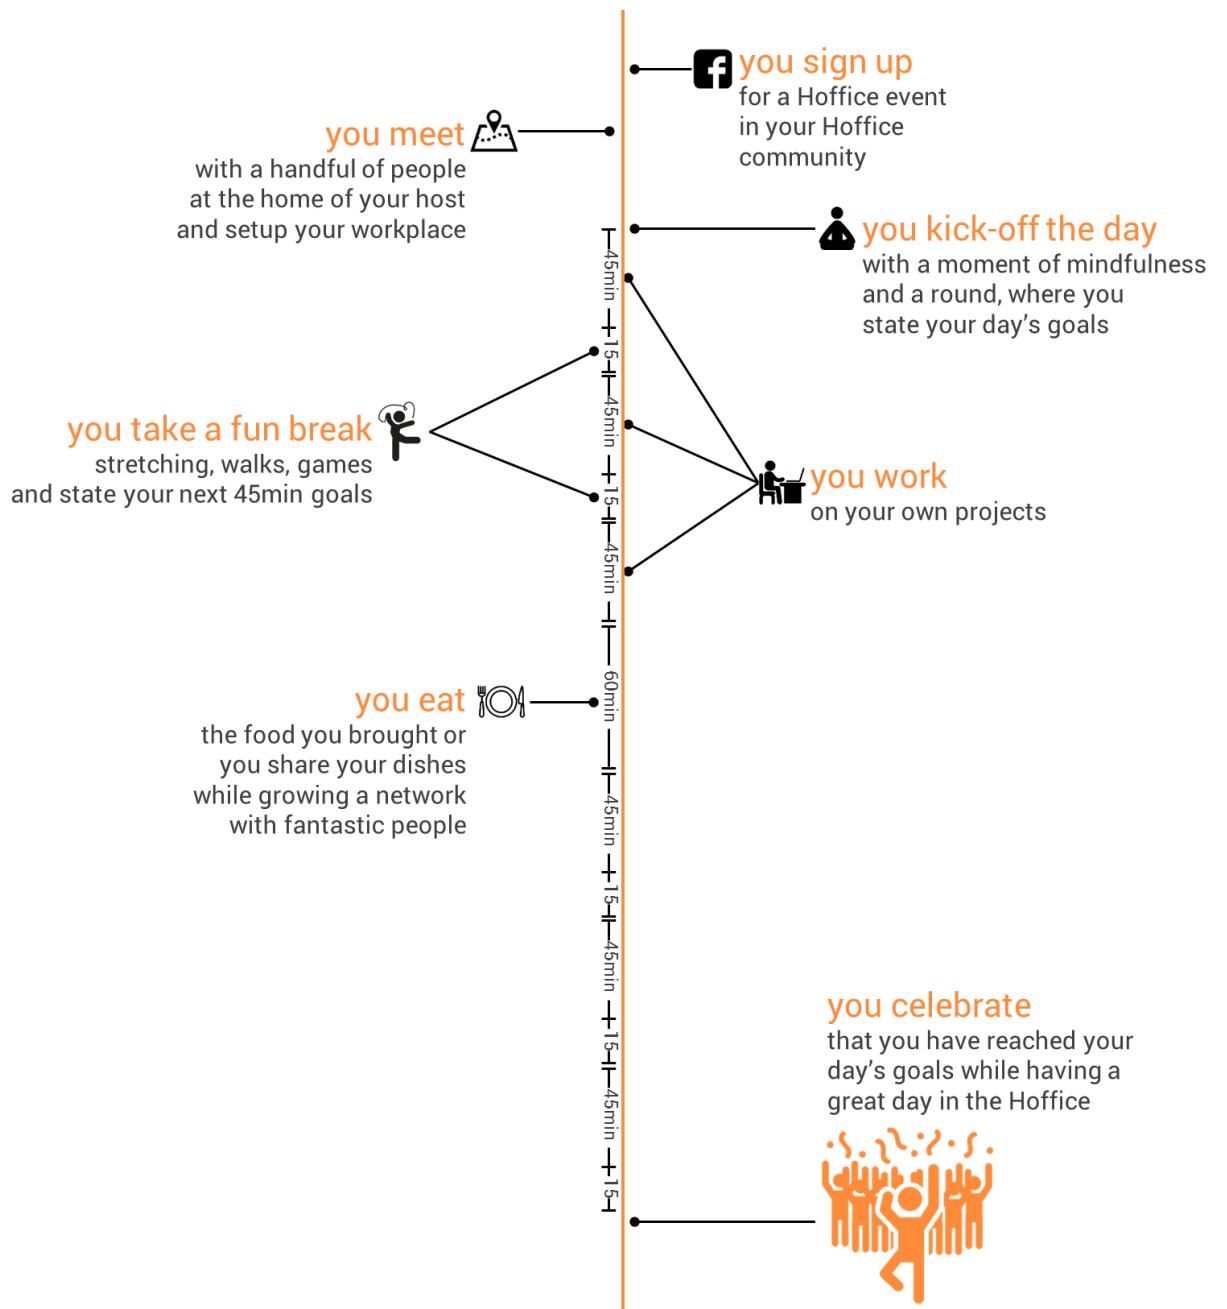 you sign up
for a Hoffice event
in your Hoffice
community
you meet
with a handful of people
at the home of your host
and setup your workplace
you kick-off the day
with a moment of mindfulness
and a round, where you
state your day's goals
45min
15
45min
15
45min
you take a fun break
stretching, walks, games
and state your next 45min goals
you work
on your own projects
60min
you eat
the food you brought or
you share your dishes
while growing a network
with fantastic people
45min
15
45min
15
45min
15
you celebrate
that you have reached your
day's goals while having a
great day in the Hoffice